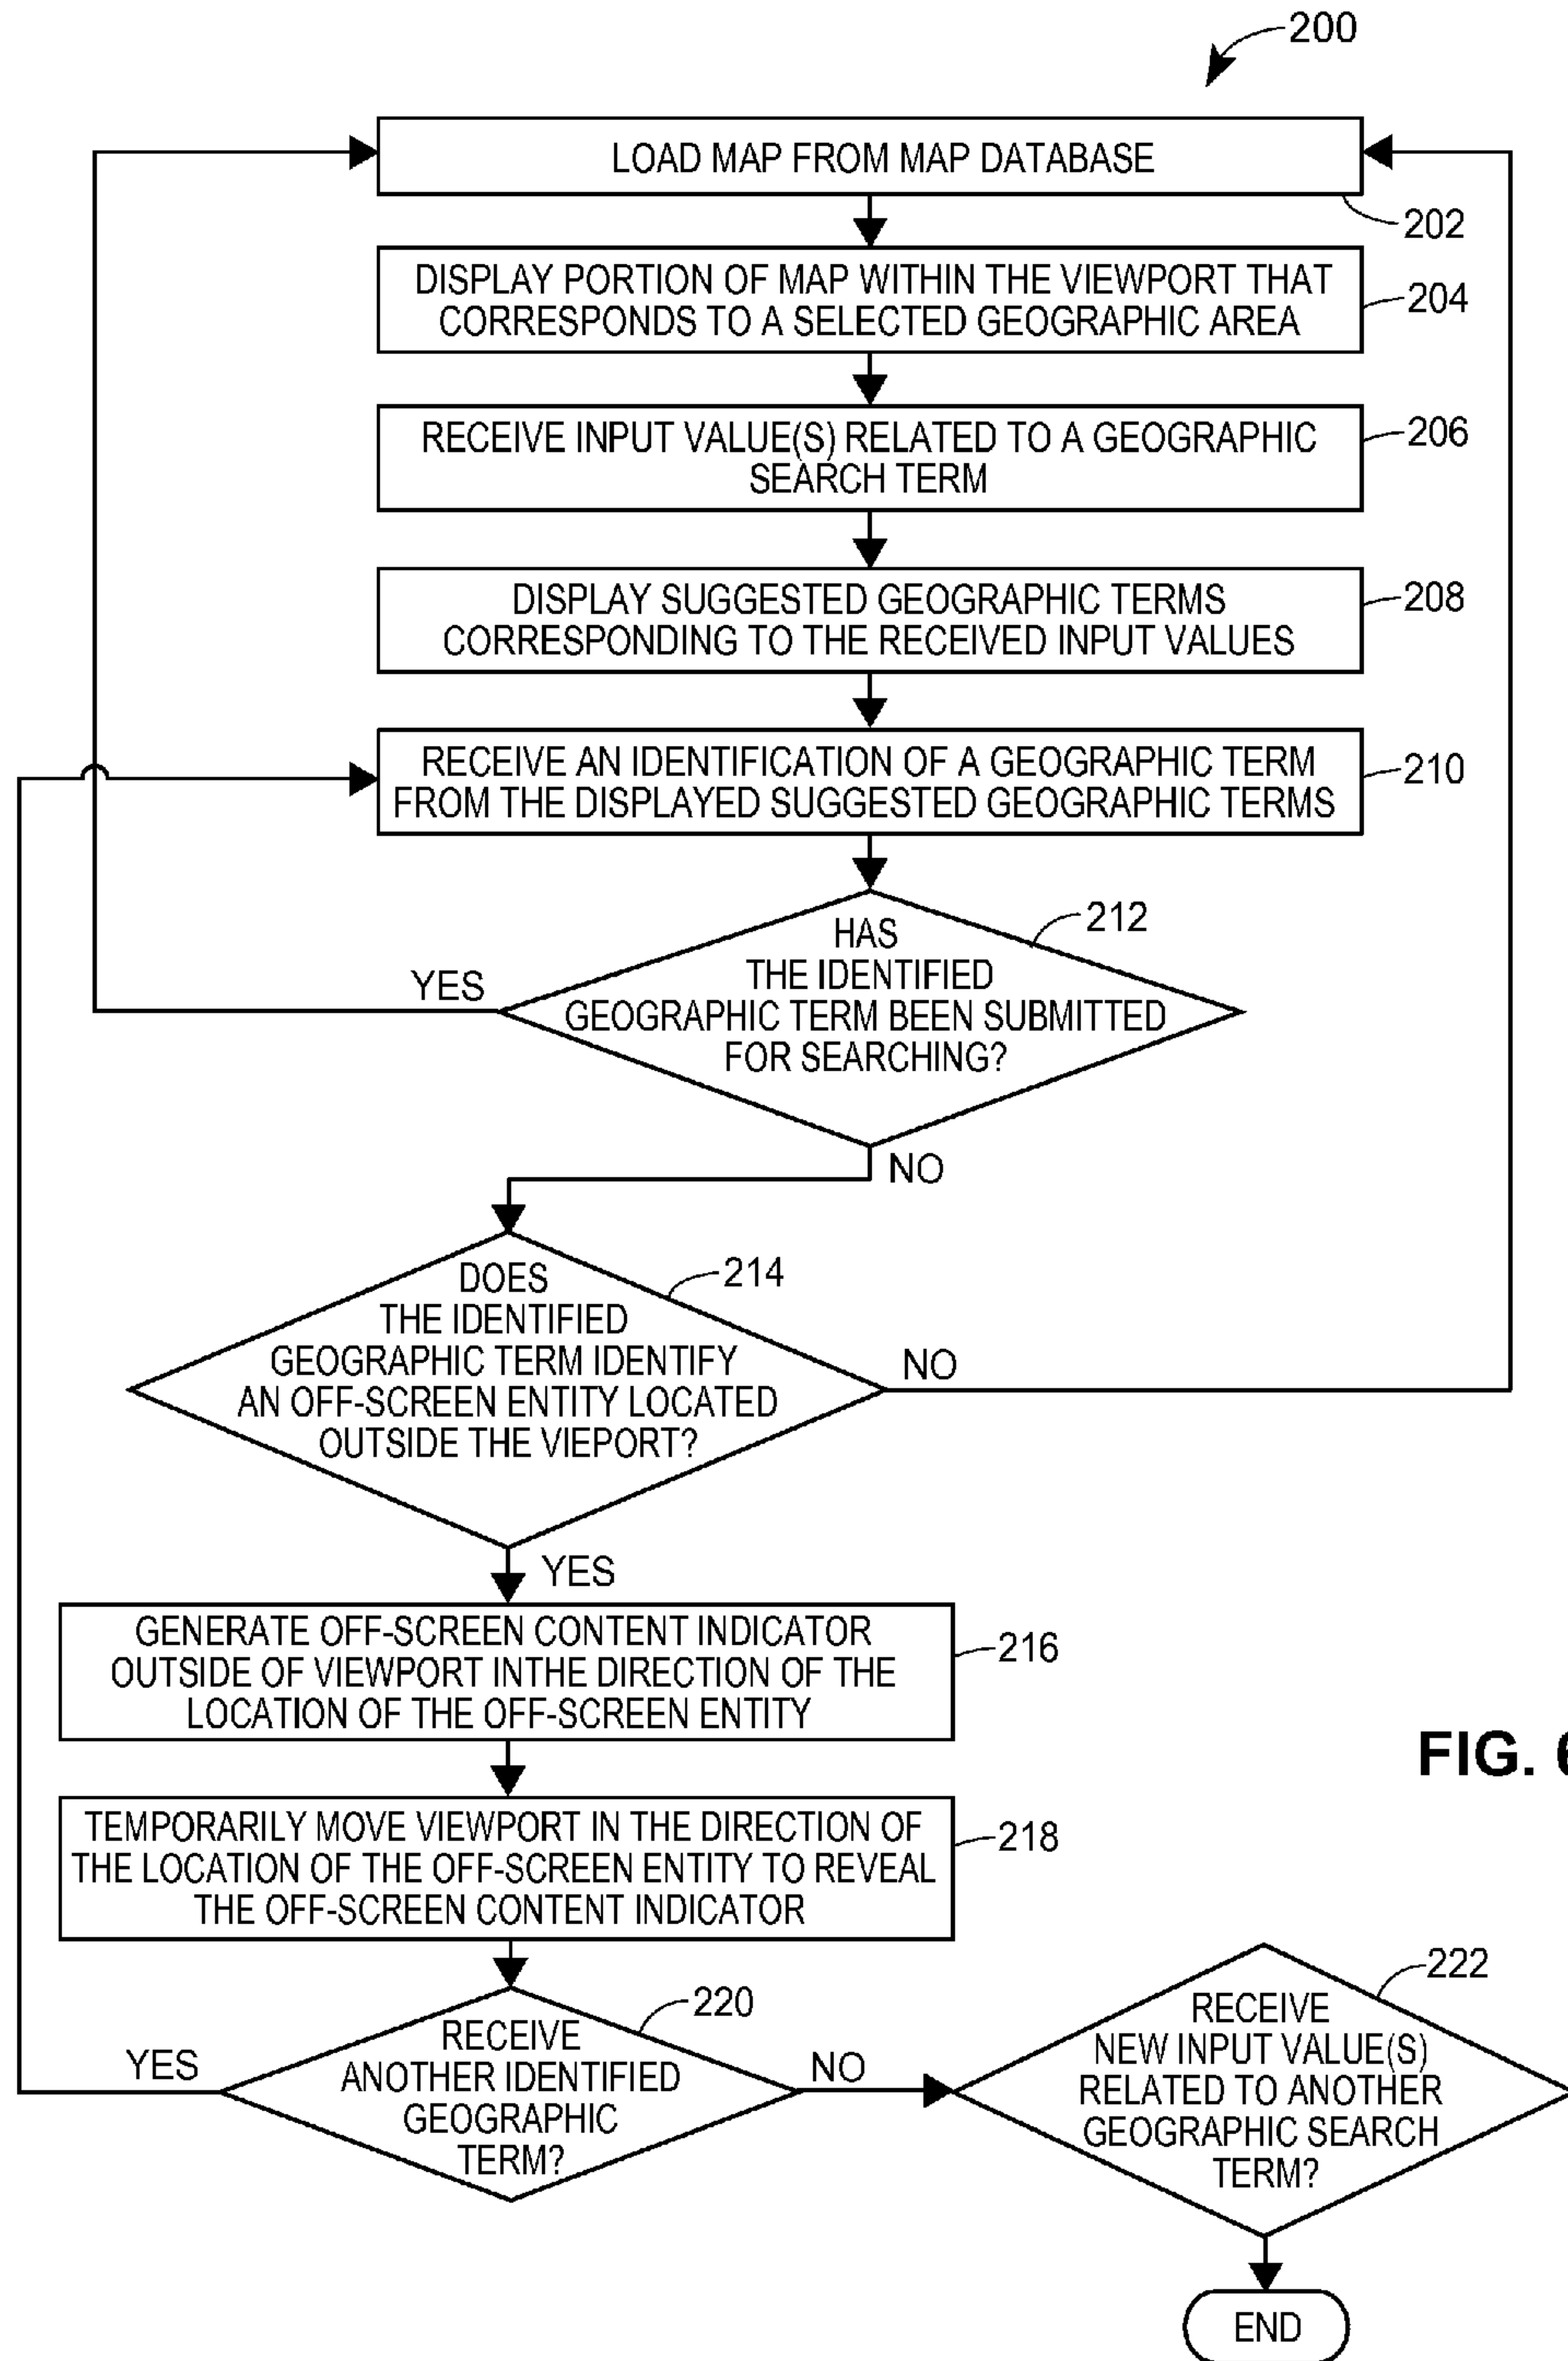 200
LOAD MAP FROM MAP DATABASE
202
DISPLAY PORTION OF MAP WITHIN THE VIEWPORT THAT
CORRESPONDS TO A SELECTED GEOGRAPHIC AREA
204
RECEIVE INPUT VALUE(S) RELATED TO A GEOGRAPHIC
SEARCH TERM
206
DISPLAY SUGGESTED GEOGRAPHIC TERMS
CORRESPONDING TO THE RECEIVED INPUT VALUES
208
RECEIVE AN IDENTIFICATION OF A GEOGRAPHIC TERM
FROM THE DISPLAYED SUGGESTED GEOGRAPHIC TERMS
210
HAS
THE IDENTIFIED
GEOGRAPHIC TERM BEEN SUBMITTED
FOR SEARCHING?
212
YES
NO
DOES
THE IDENTIFIED
GEOGRAPHIC TERM IDENTIFY
AN OFF-SCREEN ENTITY LOCATED
OUTSIDE THE VIEPORT?
214
NO
YES
GENERATE OFF-SCREEN CONTENT INDICATOR
OUTSIDE OF VIEWPORT INTHE DIRECTION OF THE
LOCATION OF THE OFF-SCREEN ENTITY
216
FIG. 6
TEMPORARILY MOVE VIEWPORT IN THE DIRECTION OF
THE LOCATION OF THE OFF-SCREEN ENTITY TO REVEAL
THE OFF-SCREEN CONTENT INDICATOR
218
RECEIVE
ANOTHER IDENTIFIED
GEOGRAPHIC
TERM?
220
YES
NO
RECEIVE
NEW INPUT VALUE(S)
RELATED TO ANOTHER
GEOGRAPHIC SEARCH
TERM?
222
END